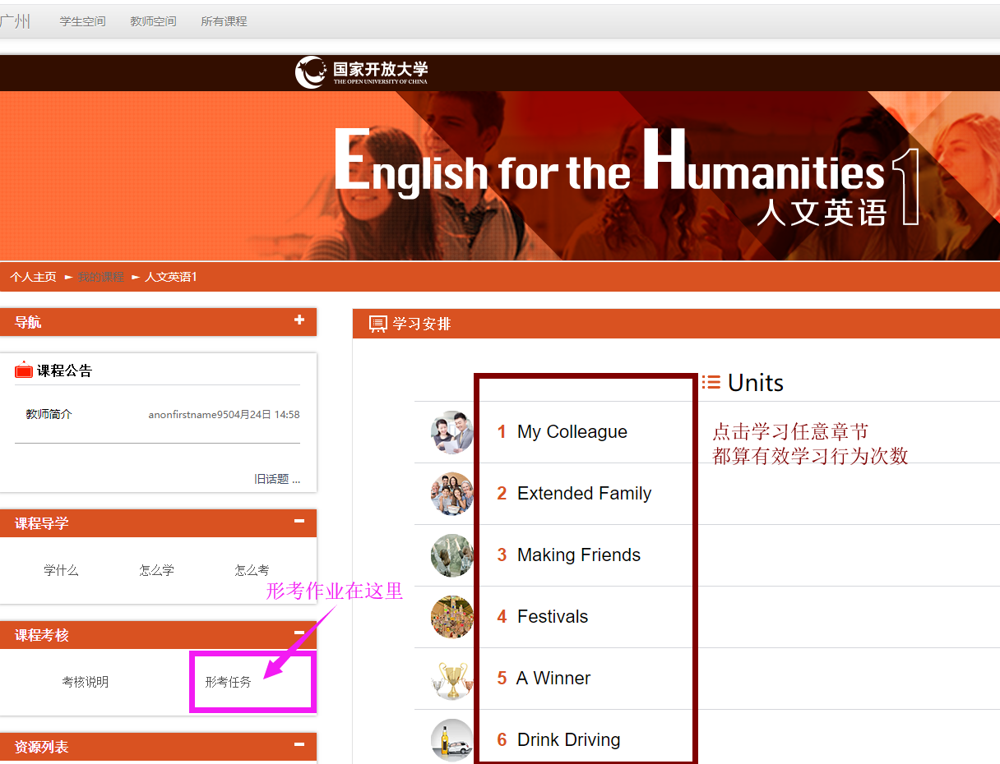 广州 学生空间 教师空间 所有课程
国家开放大学
THE OPEN UNIVERSITY OF CHINA
English for the Humanities 1
人文英语
个人主页 ► 我的课程 ► 人文英语1
导航
课程公告
教师简介 anonfirstname9504月24日 14:58
旧话题 ...
课程导学
学什么 怎么学 怎么考
形考作业在这里
课程考核
考核说明 形考任务
资源列表
学习安排
Units
1 My Colleague
点击学习任意章节
都算有效学习行为次数
2 Extended Family
3 Making Friends
4 Festivals
5 A Winner
6 Drink Driving